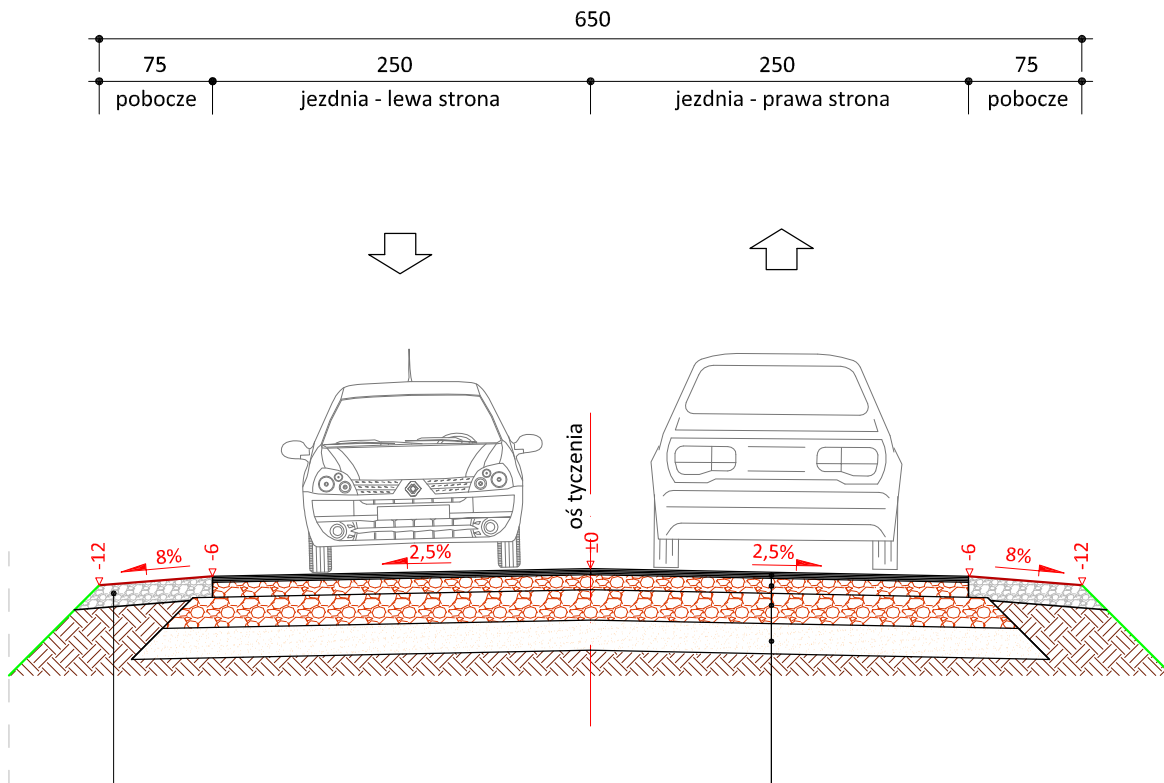 650
75 250 250 75
pobocze jezdnia - lewa strona jezdnia - prawa strona pobocze
oś tyczenia
-12 8% -6 2,5% ±0 2,5% -6 8% -12